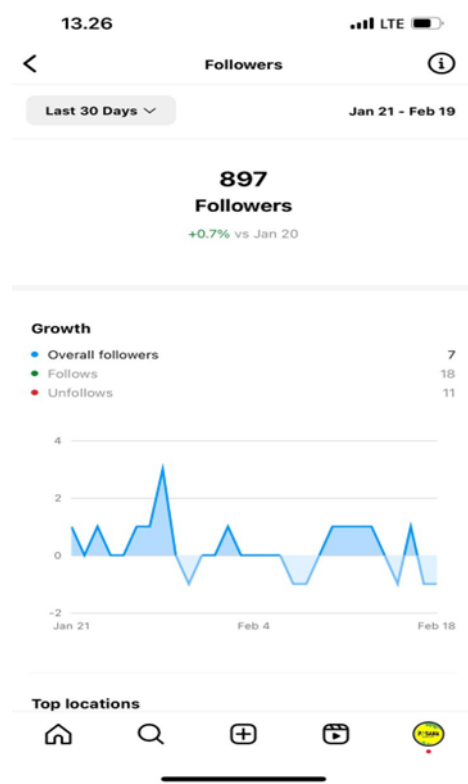 13.26 LTE
Followers
Last 30 Days Jan 21 - Feb 19
897
Followers
+0.7% vs Jan 20
Growth
Overall followers 7
Follows 18
Unfollows 11
4
2
0
-2
Jan 21 Feb 4 Feb 18
Top locations